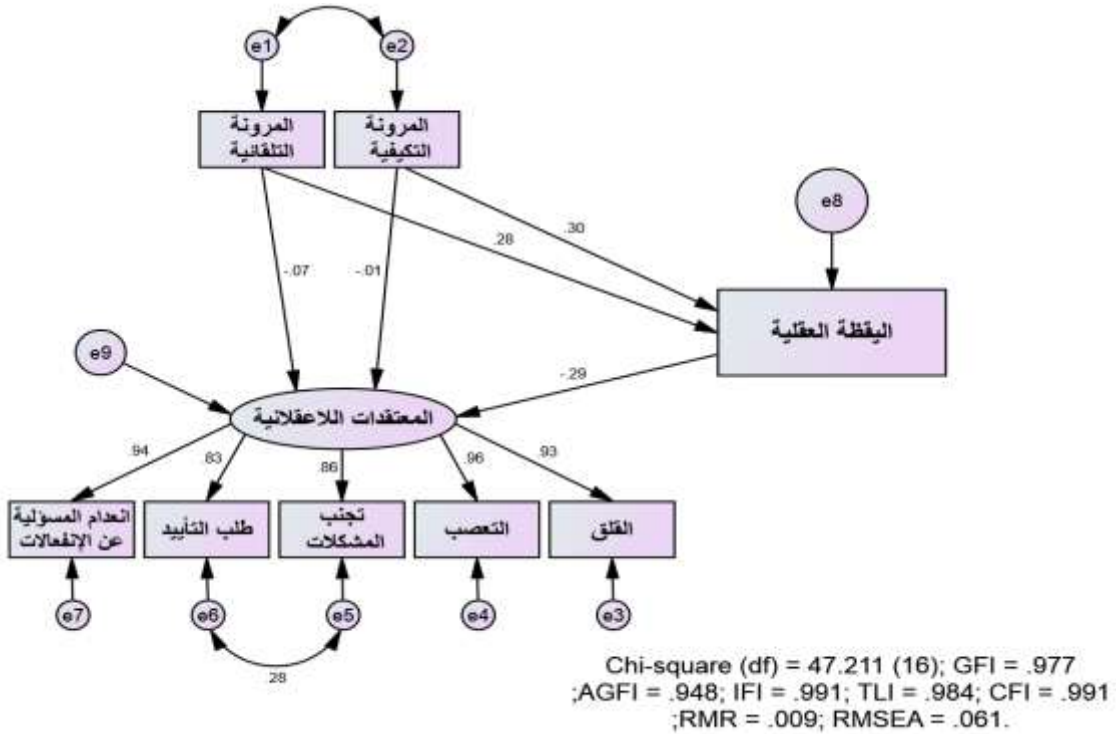 e1
e2
المرونة
التلقائية
المرونة
التكيفية
e8
.30
.28
-.07
-.01
اليقظة العقلية
e9
-.29
المعتقدات اللاعقلانية
.94
.83
.86
.96
.93
انعدام المسؤلية
عن الإنفعالات
طلب التأييد
تجنب
المشكلات
التعصب
القلق
e7
e6
e5
e4
e3
.28
Chi-square (df) = 47.211 (16); GFI = .977
;AGFI = .948; IFI = .991; TLI = .984; CFI = .991
;RMR = .009; RMSEA = .061.